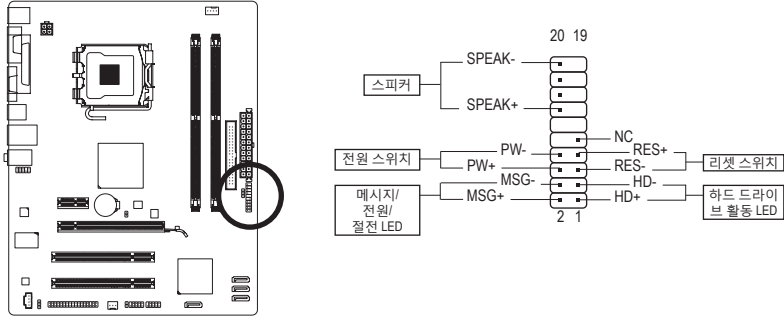 20 19
SPEAK-
스피커
SPEAK+
NC
PW-
RES+
전원 스위치
리셋 스위치
PW+
RES-
MSG-
HD-
메시지/
전원/
절전 LED
하드 드라이
브 활동 LED
MSG+
HD+
2 1